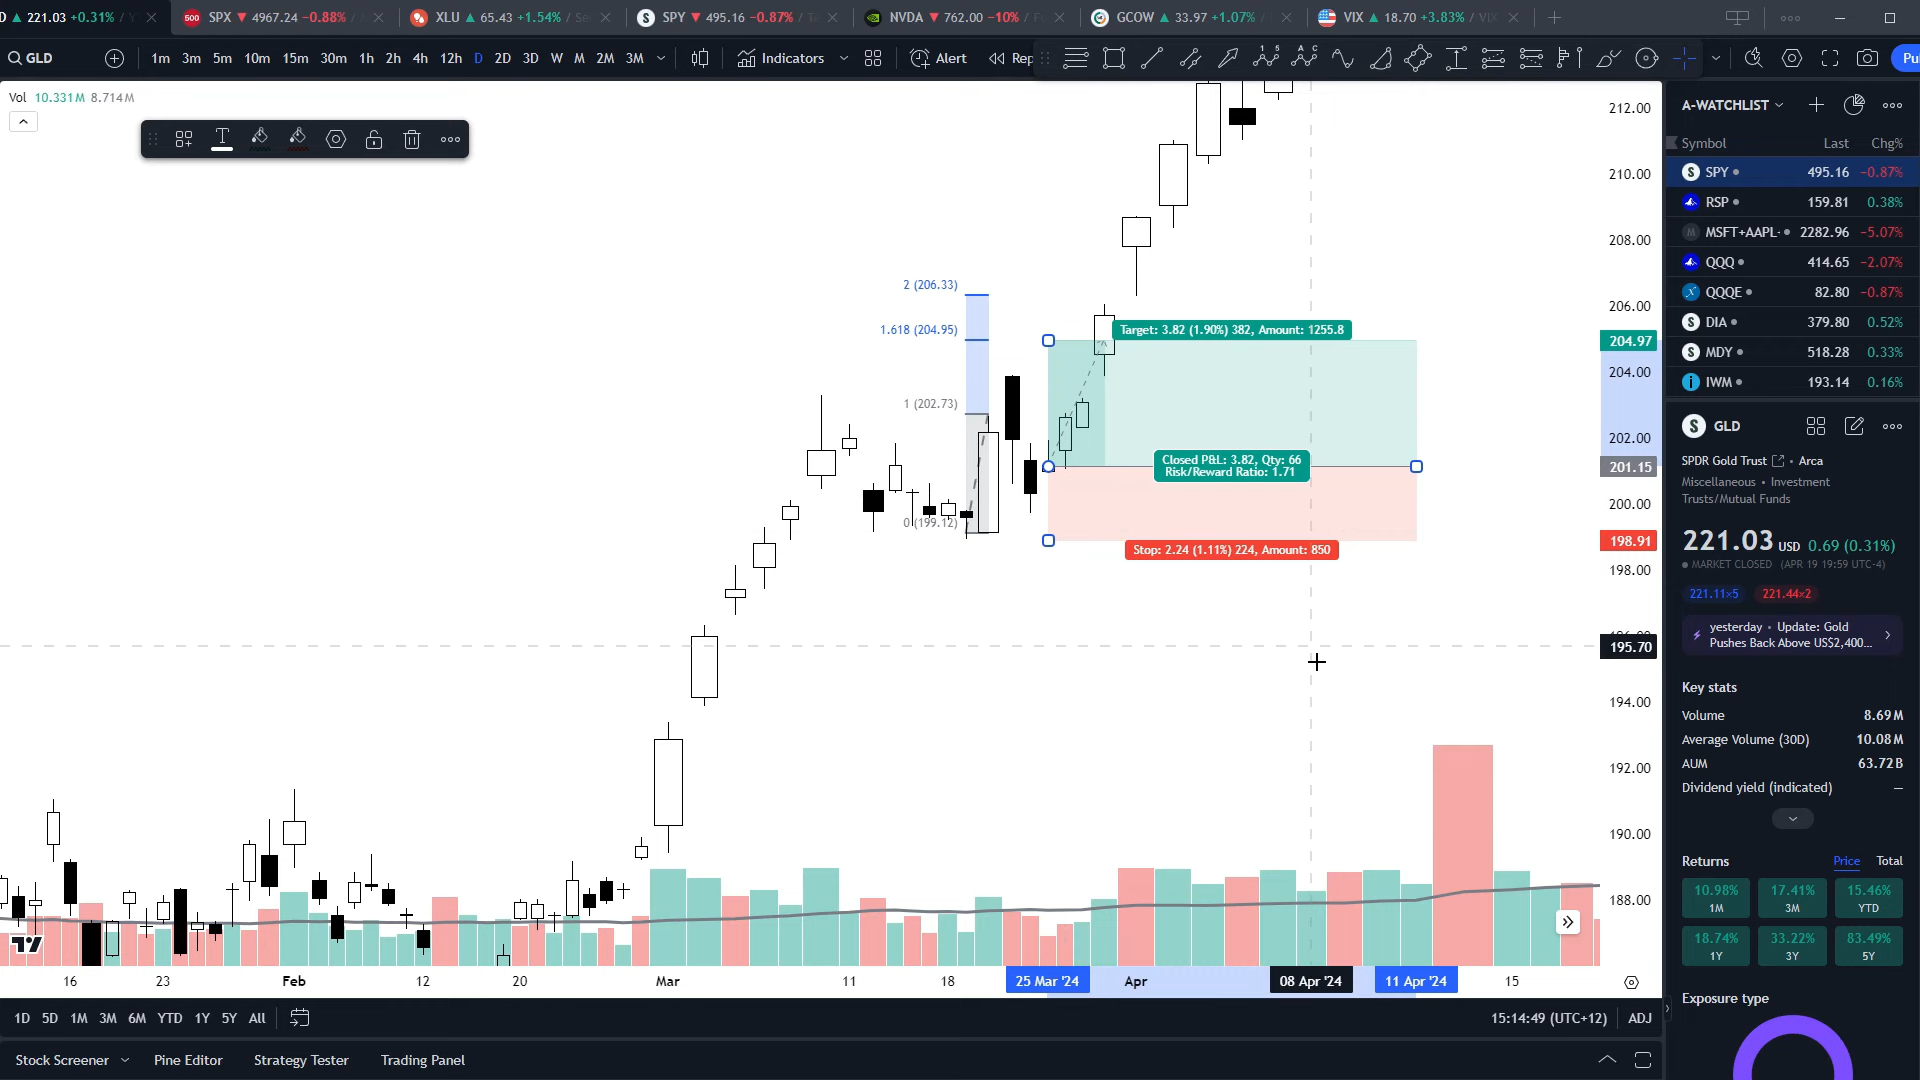 D 221.03 +0.31%
500 SPX 4967.24 −0.88%
XLU 65.43 +1.54% / Se
SPY 495.16 −0.87% / Te
NVDA 762.00 −10% / F
GCOW 33.97 +1.07%
VIX 18.70 +3.83% / VIX
GLD
1m 3m 5m 10m 15m 30m 1h 2h 4h 12h D 2D 3D W M 2M 3M
Indicators
Alert
Rep
Pu
Vol 10.331M 8.714M
212.00
210.00
208.00
206.00
204.97
204.00
202.00
201.15
200.00
198.91
198.00
195.70
194.00
192.00
190.00
188.00
2 (206.33)
1.618 (204.95)
1 (202.73)
0 (199.12)
Target: 3.82 (1.90%) 382, Amount: 1255.8
Closed P&L: 3.82, Qty: 66
Risk/Reward Ratio: 1.71
Stop: 2.24 (1.11%) 224, Amount: 850
16 23 Feb 12 20 Mar 11 18 25 Mar '24 Apr 08 Apr '24 11 Apr '24 15
1D 5D 1M 3M 6M YTD 1Y 5Y All
15:14:49 (UTC+12) ADJ
Stock Screener Pine Editor Strategy Tester Trading Panel
A-WATCHLIST
Symbol Last Chg%
SPY 495.16 −0.87%
RSP 159.81 0.38%
MSFT+AAPL- 2282.96 −5.07%
QQQ 414.65 −2.07%
QQQE 82.80 −0.87%
DIA 379.80 0.52%
MDY 518.28 0.33%
IWM 193.14 0.16%
GLD
SPDR Gold Trust • Arca
Miscellaneous • Investment
Trusts/Mutual Funds
221.03 USD 0.69 (0.31%)
MARKET CLOSED (APR 19 19:59 UTC-4)
221.11×5 221.44×2
yesterday • Update: Gold
Pushes Back Above US$2,400...
Key stats
Volume 8.69M
Average Volume (30D) 10.08M
AUM 63.72B
Dividend yield (indicated) —
Returns Price Total
10.98% 17.41% 15.46%
1M 3M YTD
18.74% 33.22% 83.49%
1Y 3Y 5Y
Exposure type